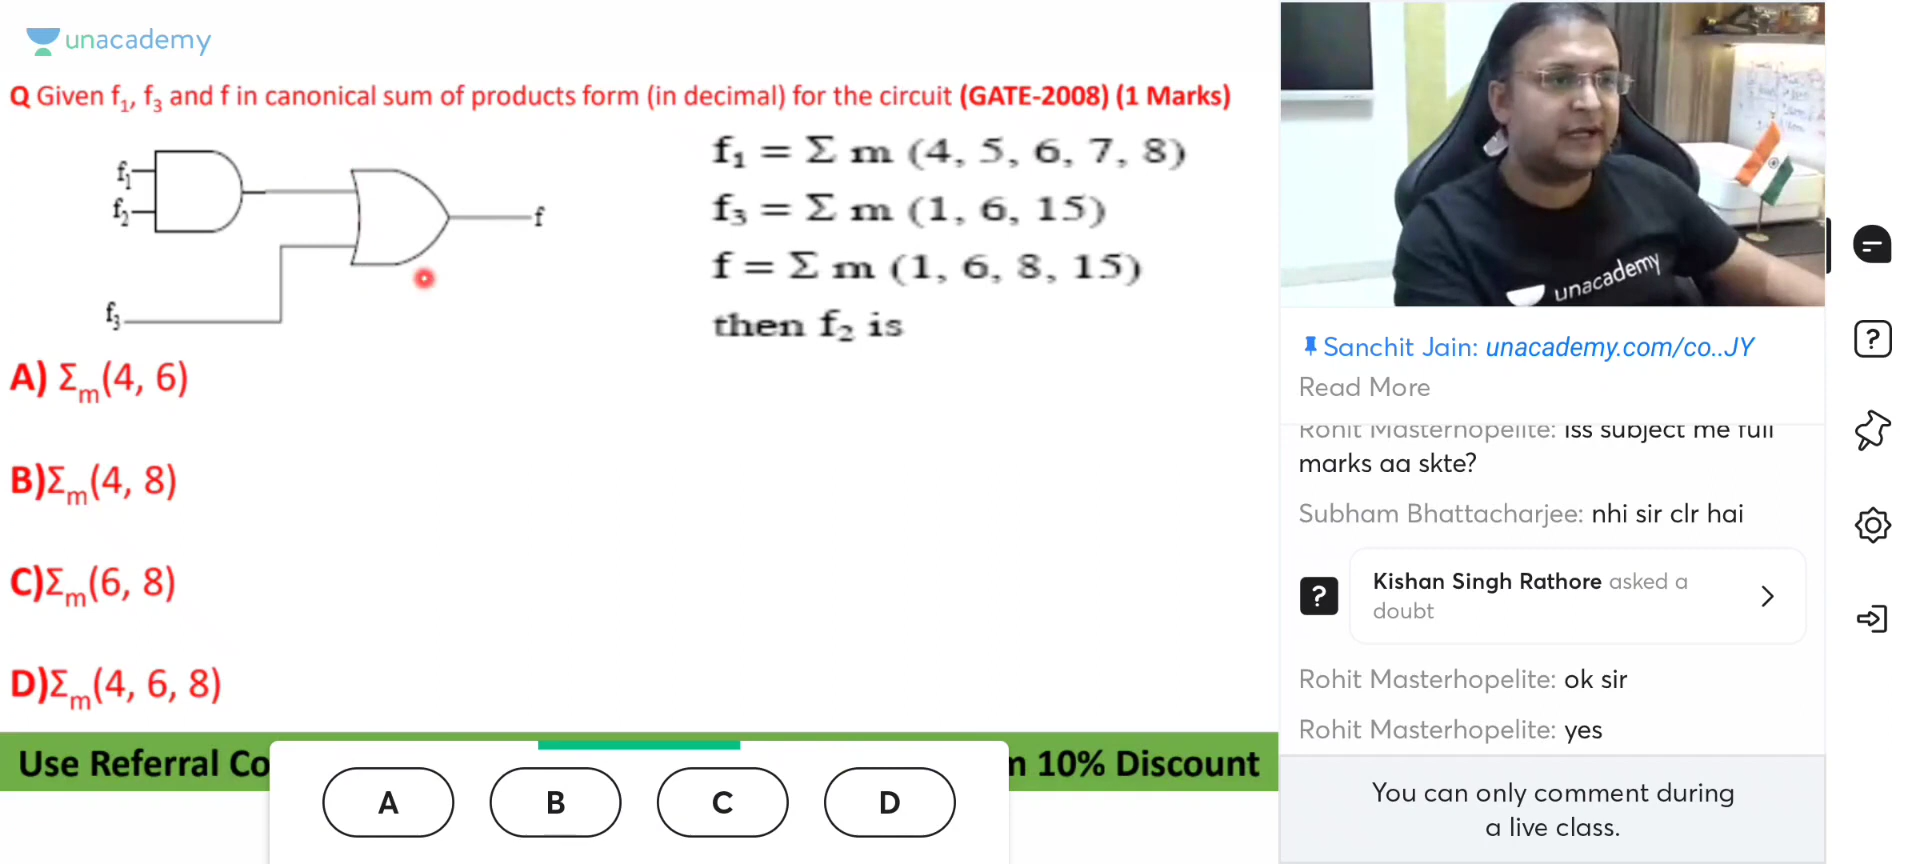 unacademy
Q Given f₁, f₃ and f in canonical sum of products form (in decimal) for the circuit (GATE-2008) (1 Marks)
f₁
f₂
f
f₃
f₁ = Σ m (4, 5, 6, 7, 8)
f₃ = Σ m (1, 6, 15)
f = Σ m (1, 6, 8, 15)
then f₂ is
A) Σₘ(4, 6)
B)Σₘ(4, 8)
C)Σₘ(6, 8)
D)Σₘ(4, 6, 8)
Use Referral Co
10% Discount
A B C D
unacademy
Sanchit Jain: unacademy.com/co..JY
Read More
Rohit Masterhopelite: iss subject me full
marks aa skte?
Subham Bhattacharjee: nhi sir clr hai
?
Kishan Singh Rathore asked a
doubt
Rohit Masterhopelite: ok sir
Rohit Masterhopelite: yes
You can only comment during
a live class.
?